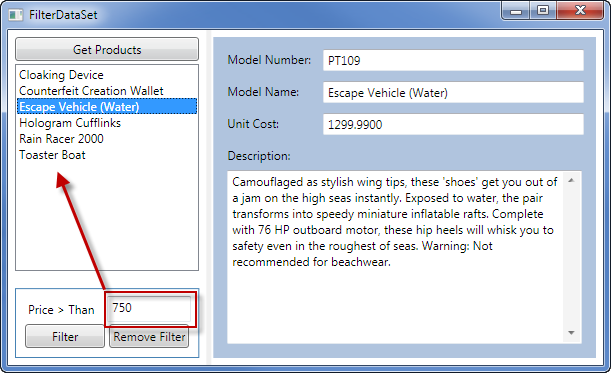 FilterDataSet
Get Products
Cloaking Device
Counterfeit Creation Wallet
Escape Vehicle (Water)
Hologram Cufflinks
Rain Racer 2000
Toaster Boat
Price > Than
750
Filter
Remove Filter
Model Number:
PT109
Model Name:
Escape Vehicle (Water)
Unit Cost:
1299.9900
Description:
Camouflaged as stylish wing tips, these 'shoes' get you out of
a jam on the high seas instantly. Exposed to water, the pair
transforms into speedy miniature inflatable rafts. Complete
with 76 HP outboard motor, these hip heels will whisk you to
safety even in the roughest of seas. Warning: Not
recommended for beachwear.